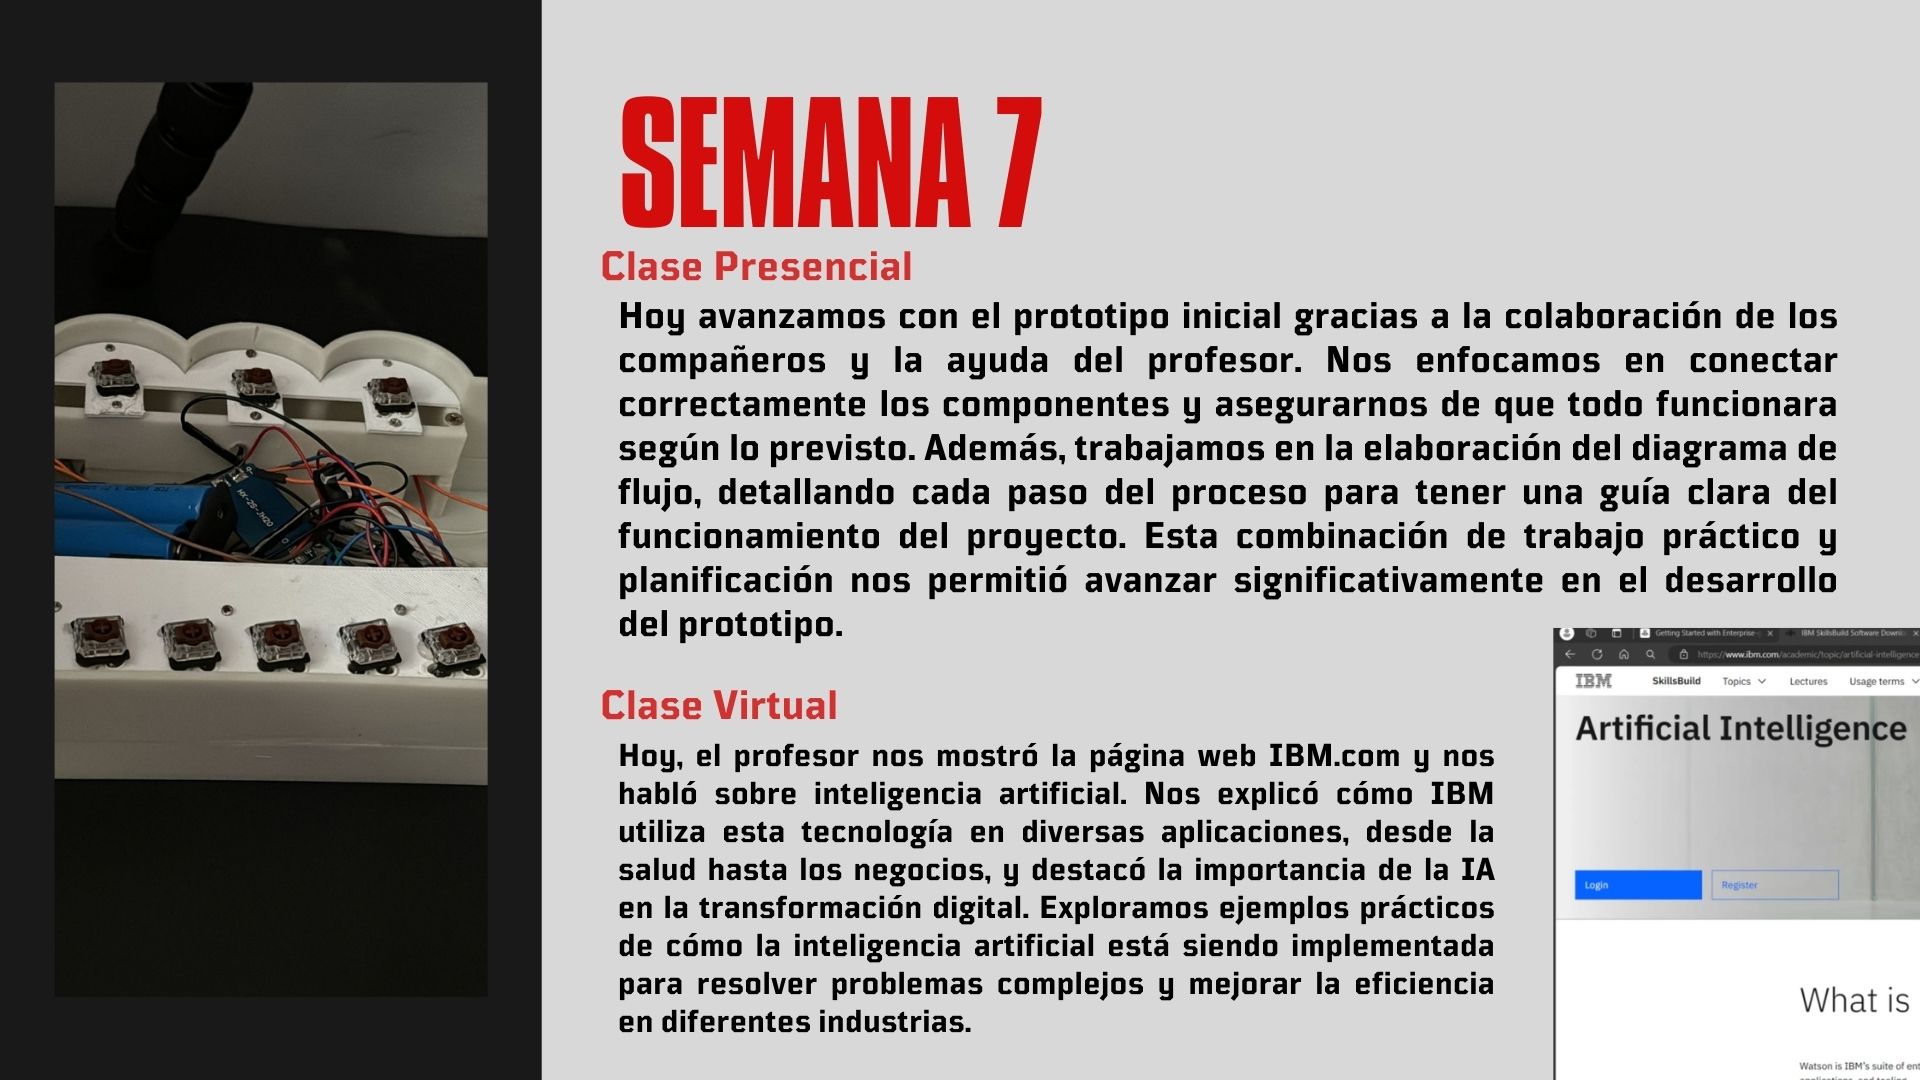 SEMANA 7
Clase Presencial
Hoy avanzamos con el prototipo inicial gracias a la colaboración de los
compañeros y la ayuda del profesor. Nos enfocamos en conectar
correctamente los componentes y asegurarnos de que todo funcionara
según lo previsto. Además, trabajamos en la elaboración del diagrama de
flujo, detallando cada paso del proceso para tener una guía clara del
funcionamiento del proyecto. Esta combinación de trabajo práctico y
planificación nos permitió avanzar significativamente en el desarrollo
del prototipo.
Clase Virtual
Hoy, el profesor nos mostró la página web IBM.com y nos
habló sobre inteligencia artificial. Nos explicó cómo IBM
utiliza esta tecnología en diversas aplicaciones, desde la
salud hasta los negocios, y destacó la importancia de la IA
en la transformación digital. Exploramos ejemplos prácticos
de cómo la inteligencia artificial está siendo implementada
para resolver problemas complejos y mejorar la eficiencia
en diferentes industrias.
HX-2S-JH20
Getting Started with Enterprise IBM SkillsBuild Software
https://www.ibm.com/academic/topic/artificial-intelligence
IBM SkillsBuild Topics Lectures Usage terms
Artificial Intelligence
Login Register
What is
Watson is IBM's suite of